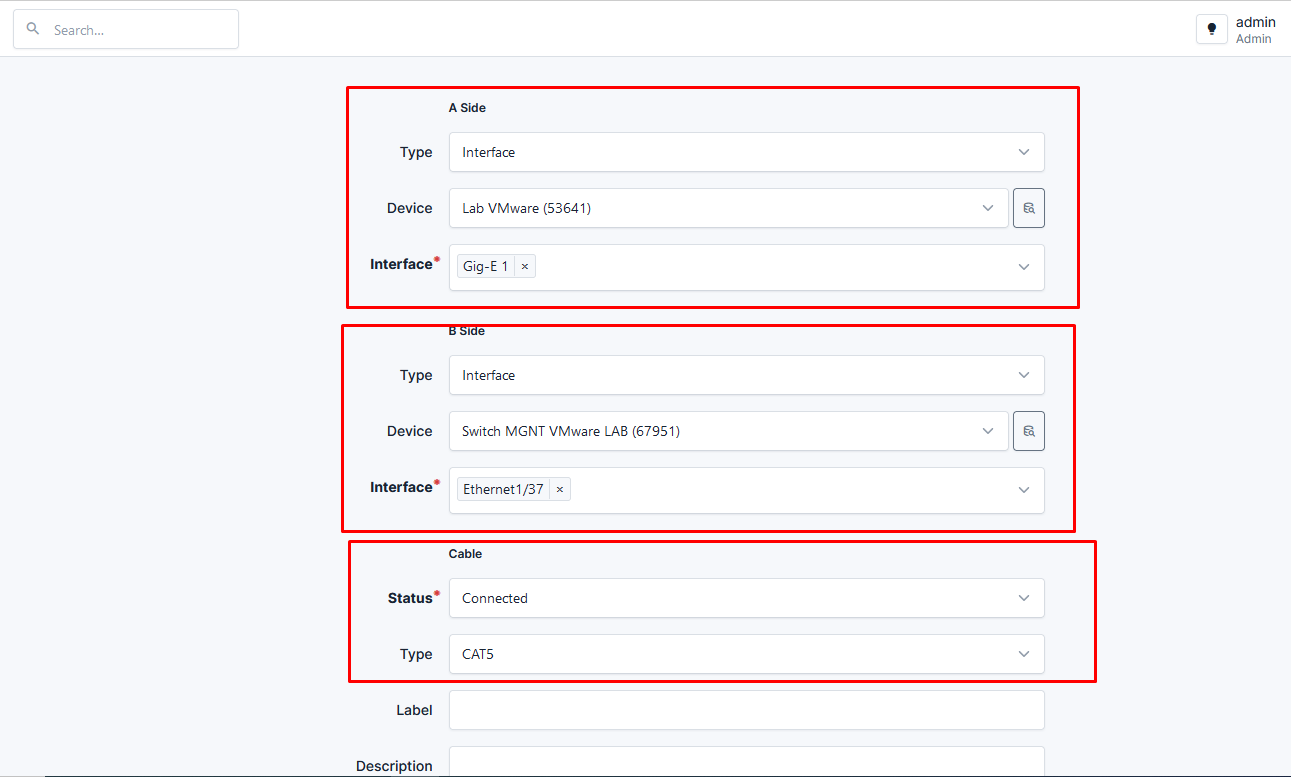 Search...
admin
Admin
A Side
Type Interface
Device Lab VMware (53641)
Interface* Gig-E 1 ×
B Side
Type Interface
Device Switch MGNT VMware LAB (67951)
Interface* Ethernet1/37 ×
Cable
Status* Connected
Type CAT5
Label
Description